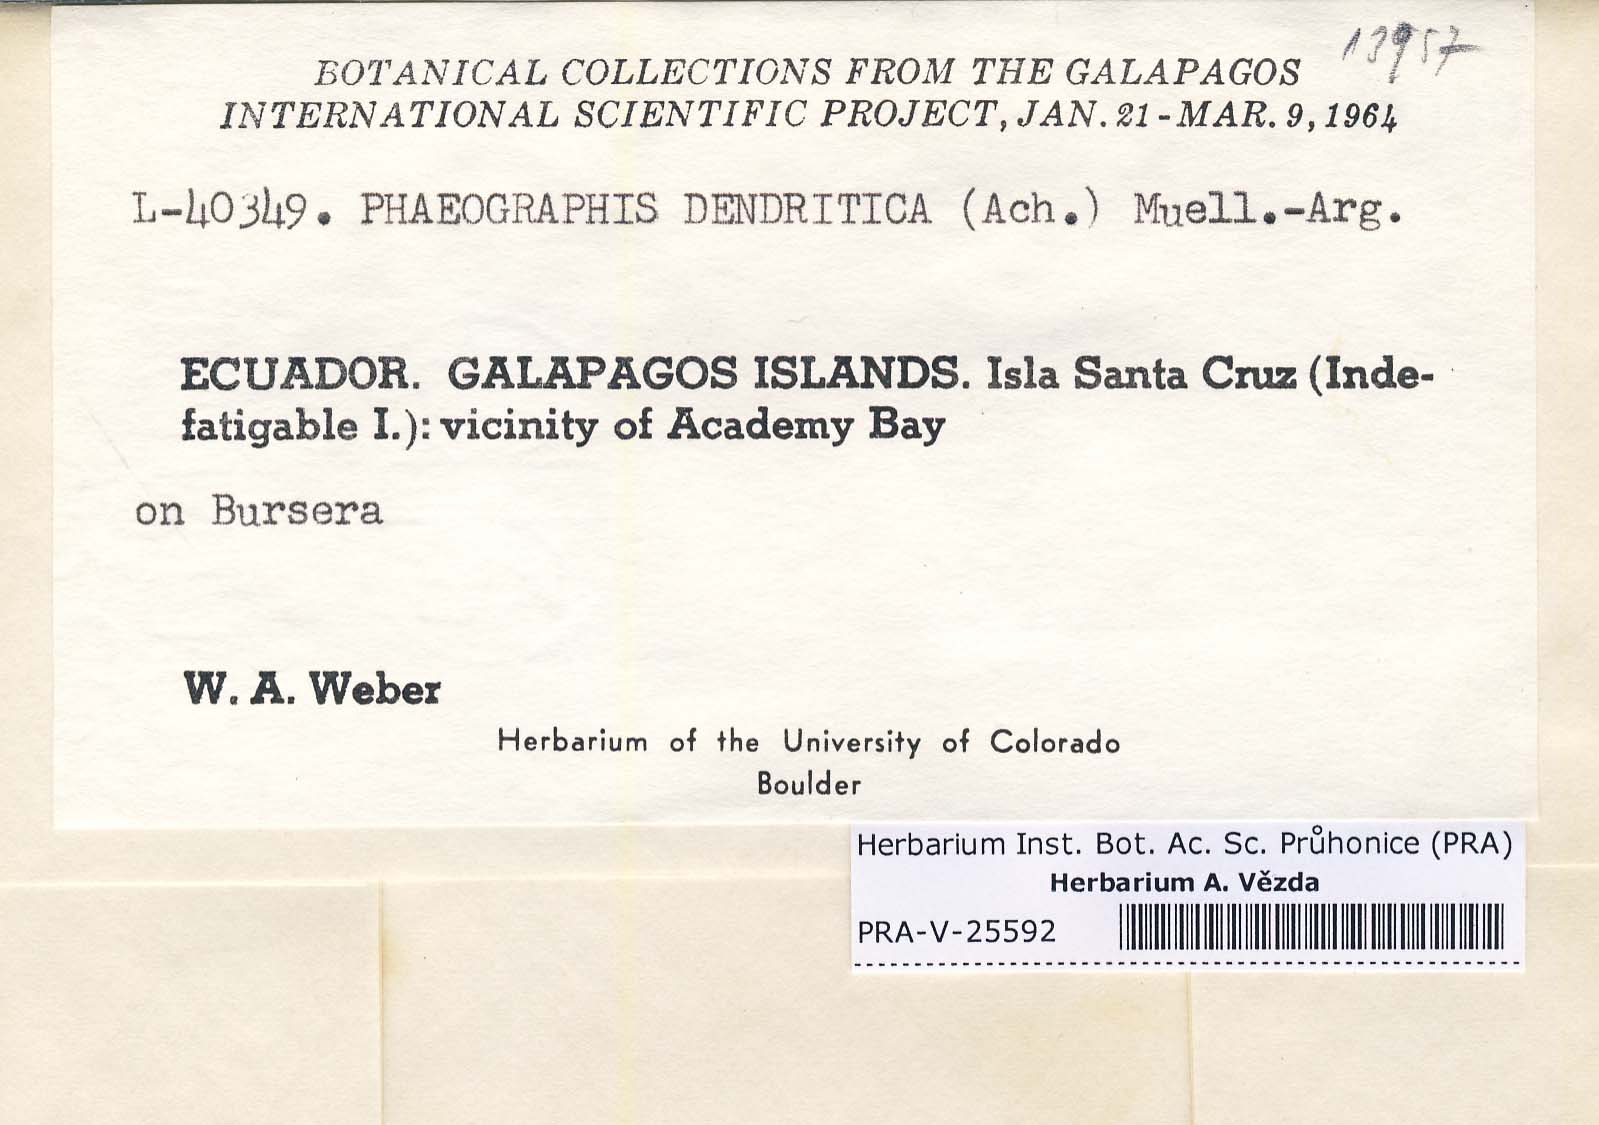 13957
BOTANICAL COLLECTIONS FROM THE GALAPAGOS
INTERNATIONAL SCIENTIFIC PROJECT, JAN. 21 - MAR. 9, 1964
L-40349. PHAEOGRAPHIS DENDRITICA (Ach.) Muell.-Arg.
ECUADOR. GALAPAGOS ISLANDS. Isla Santa Cruz (Inde-
fatigable I.): vicinity of Academy Bay
on Bursera
W. A. Weber
Herbarium of the University of Colorado
Boulder
Herbarium Inst. Bot. Ac. Sc. Průhonice (PRA)
Herbarium A. Vězda
PRA-V-25592